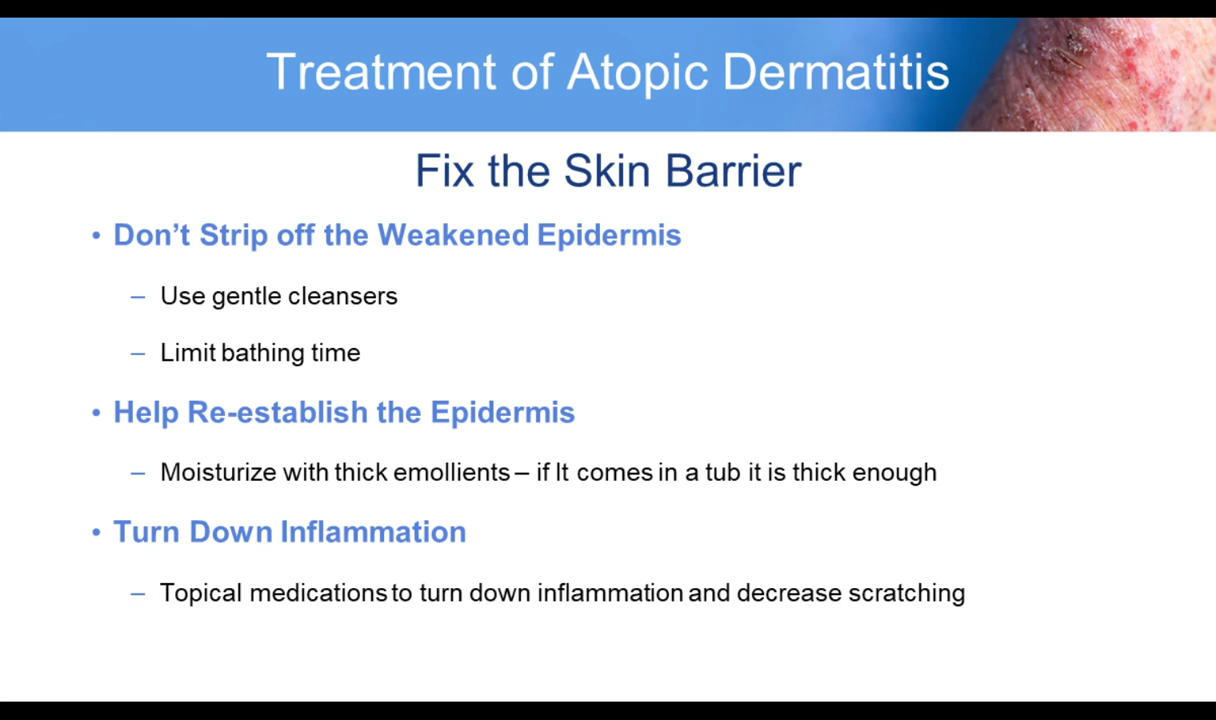 Treatment of Atopic Dermatitis
Fix the Skin Barrier
• Don’t Strip off the Weakened Epidermis
– Use gentle cleansers
– Limit bathing time
• Help Re-establish the Epidermis
– Moisturize with thick emollients – if It comes in a tub it is thick enough
• Turn Down Inflammation
– Topical medications to turn down inflammation and decrease scratching